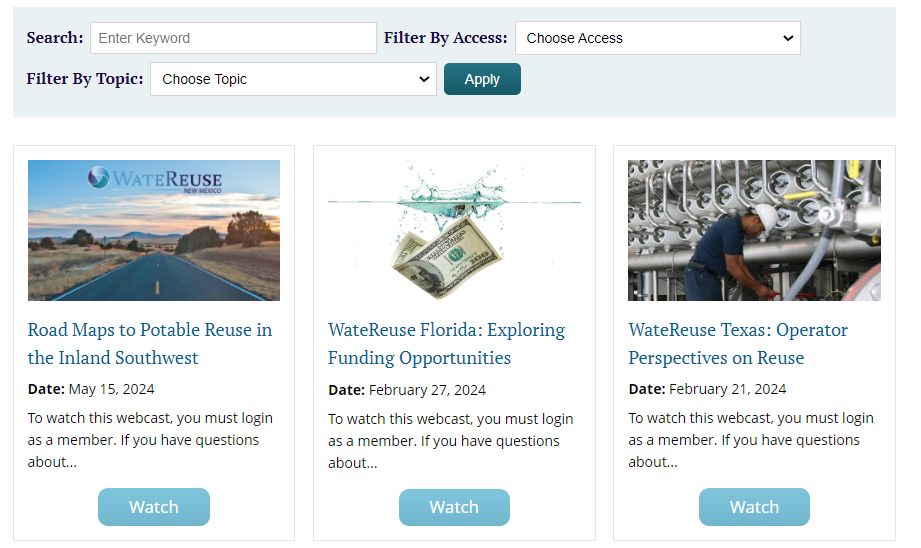 Search: Enter Keyword Filter By Access: Choose Access
Filter By Topic: Choose Topic Apply
WATEREUSE
NEW MEXICO
Road Maps to Potable Reuse in
the Inland Southwest
Date: May 15, 2024
To watch this webcast, you must login
as a member. If you have questions
about...
Watch
100
WateReuse Florida: Exploring
Funding Opportunities
Date: February 27, 2024
To watch this webcast, you must login
as a member. If you have questions
about...
Watch
WateReuse Texas: Operator
Perspectives on Reuse
Date: February 21, 2024
To watch this webcast, you must login
as a member. If you have questions
about...
Watch